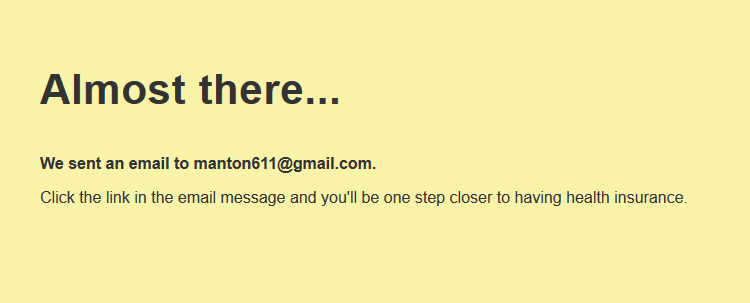 Almost there...
We sent an email to manton611@gmail.com.
Click the link in the email message and you'll be one step closer to having health insurance.